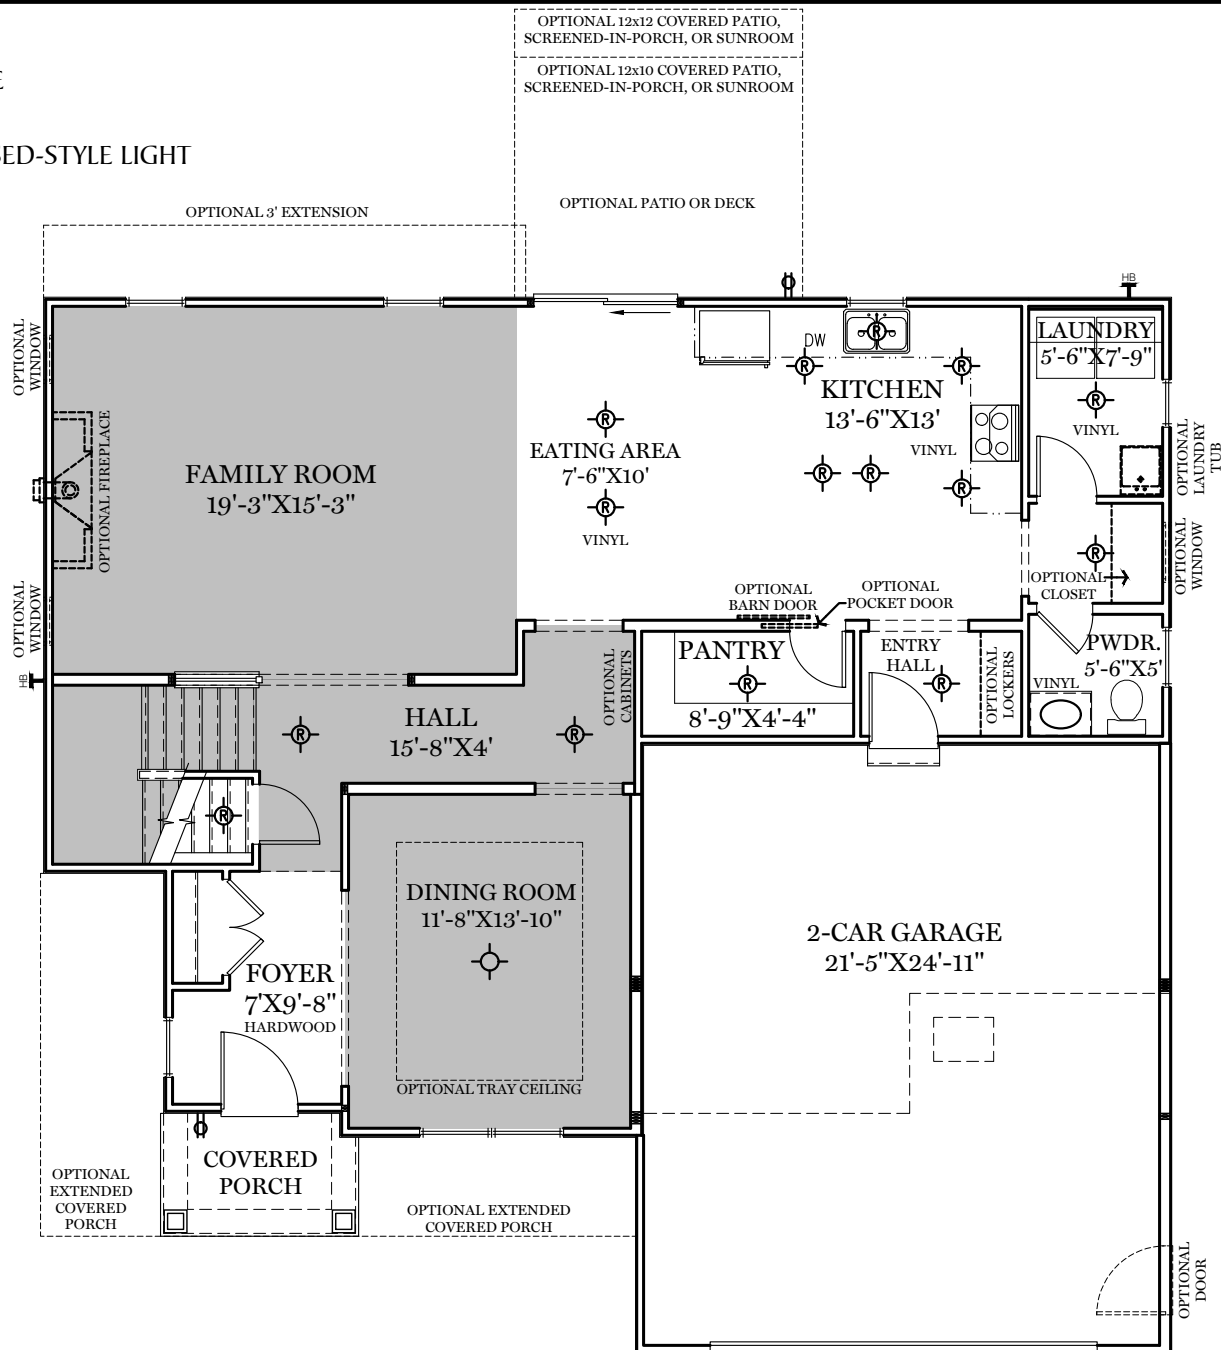 OPTIONAL 12x12 COVERED PATIO,
SCREENED-IN-PORCH, OR SUNROOM
OPTIONAL 12x10 COVERED PATIO,
SCREENED-IN-PORCH, OR SUNROOM
E
SED-STYLE LIGHT
OPTIONAL 3' EXTENSION
OPTIONAL PATIO OR DECK
HB
OPTIONAL
WINDOW
OPTIONAL FIREPLACE
FAMILY ROOM
19'-3"X15'-3"
OPTIONAL
WINDOW
HB
R
EATING AREA
7'-6"X10'
R
VINYL
DW
R
R
R
KITCHEN
13'-6"X13'
VINYL
R
R
R
LAUNDRY
5'-6"X7'-9"
R
VINYL
OPTIONAL
LAUNDRY
TUB
R
OPTIONAL
CLOSET
OPTIONAL
WINDOW
OPTIONAL
BARN DOOR
OPTIONAL
POCKET DOOR
PANTRY
R
8'-9"X4'-4"
ENTRY
HALL
R
OPTIONAL
LOCKERS
PWDR.
5'-6"X5'
VINYL
OPTIONAL
CABINETS
HALL
15'-8"X4'
R
R
R
DINING ROOM
11'-8"X13'-10"
OPTIONAL TRAY CEILING
FOYER
7'X9'-8"
HARDWOOD
2-CAR GARAGE
21'-5"X24'-11"
COVERED
PORCH
OPTIONAL
EXTENDED
COVERED
PORCH
OPTIONAL EXTENDED
COVERED PORCH
OPTIONAL
DOOR